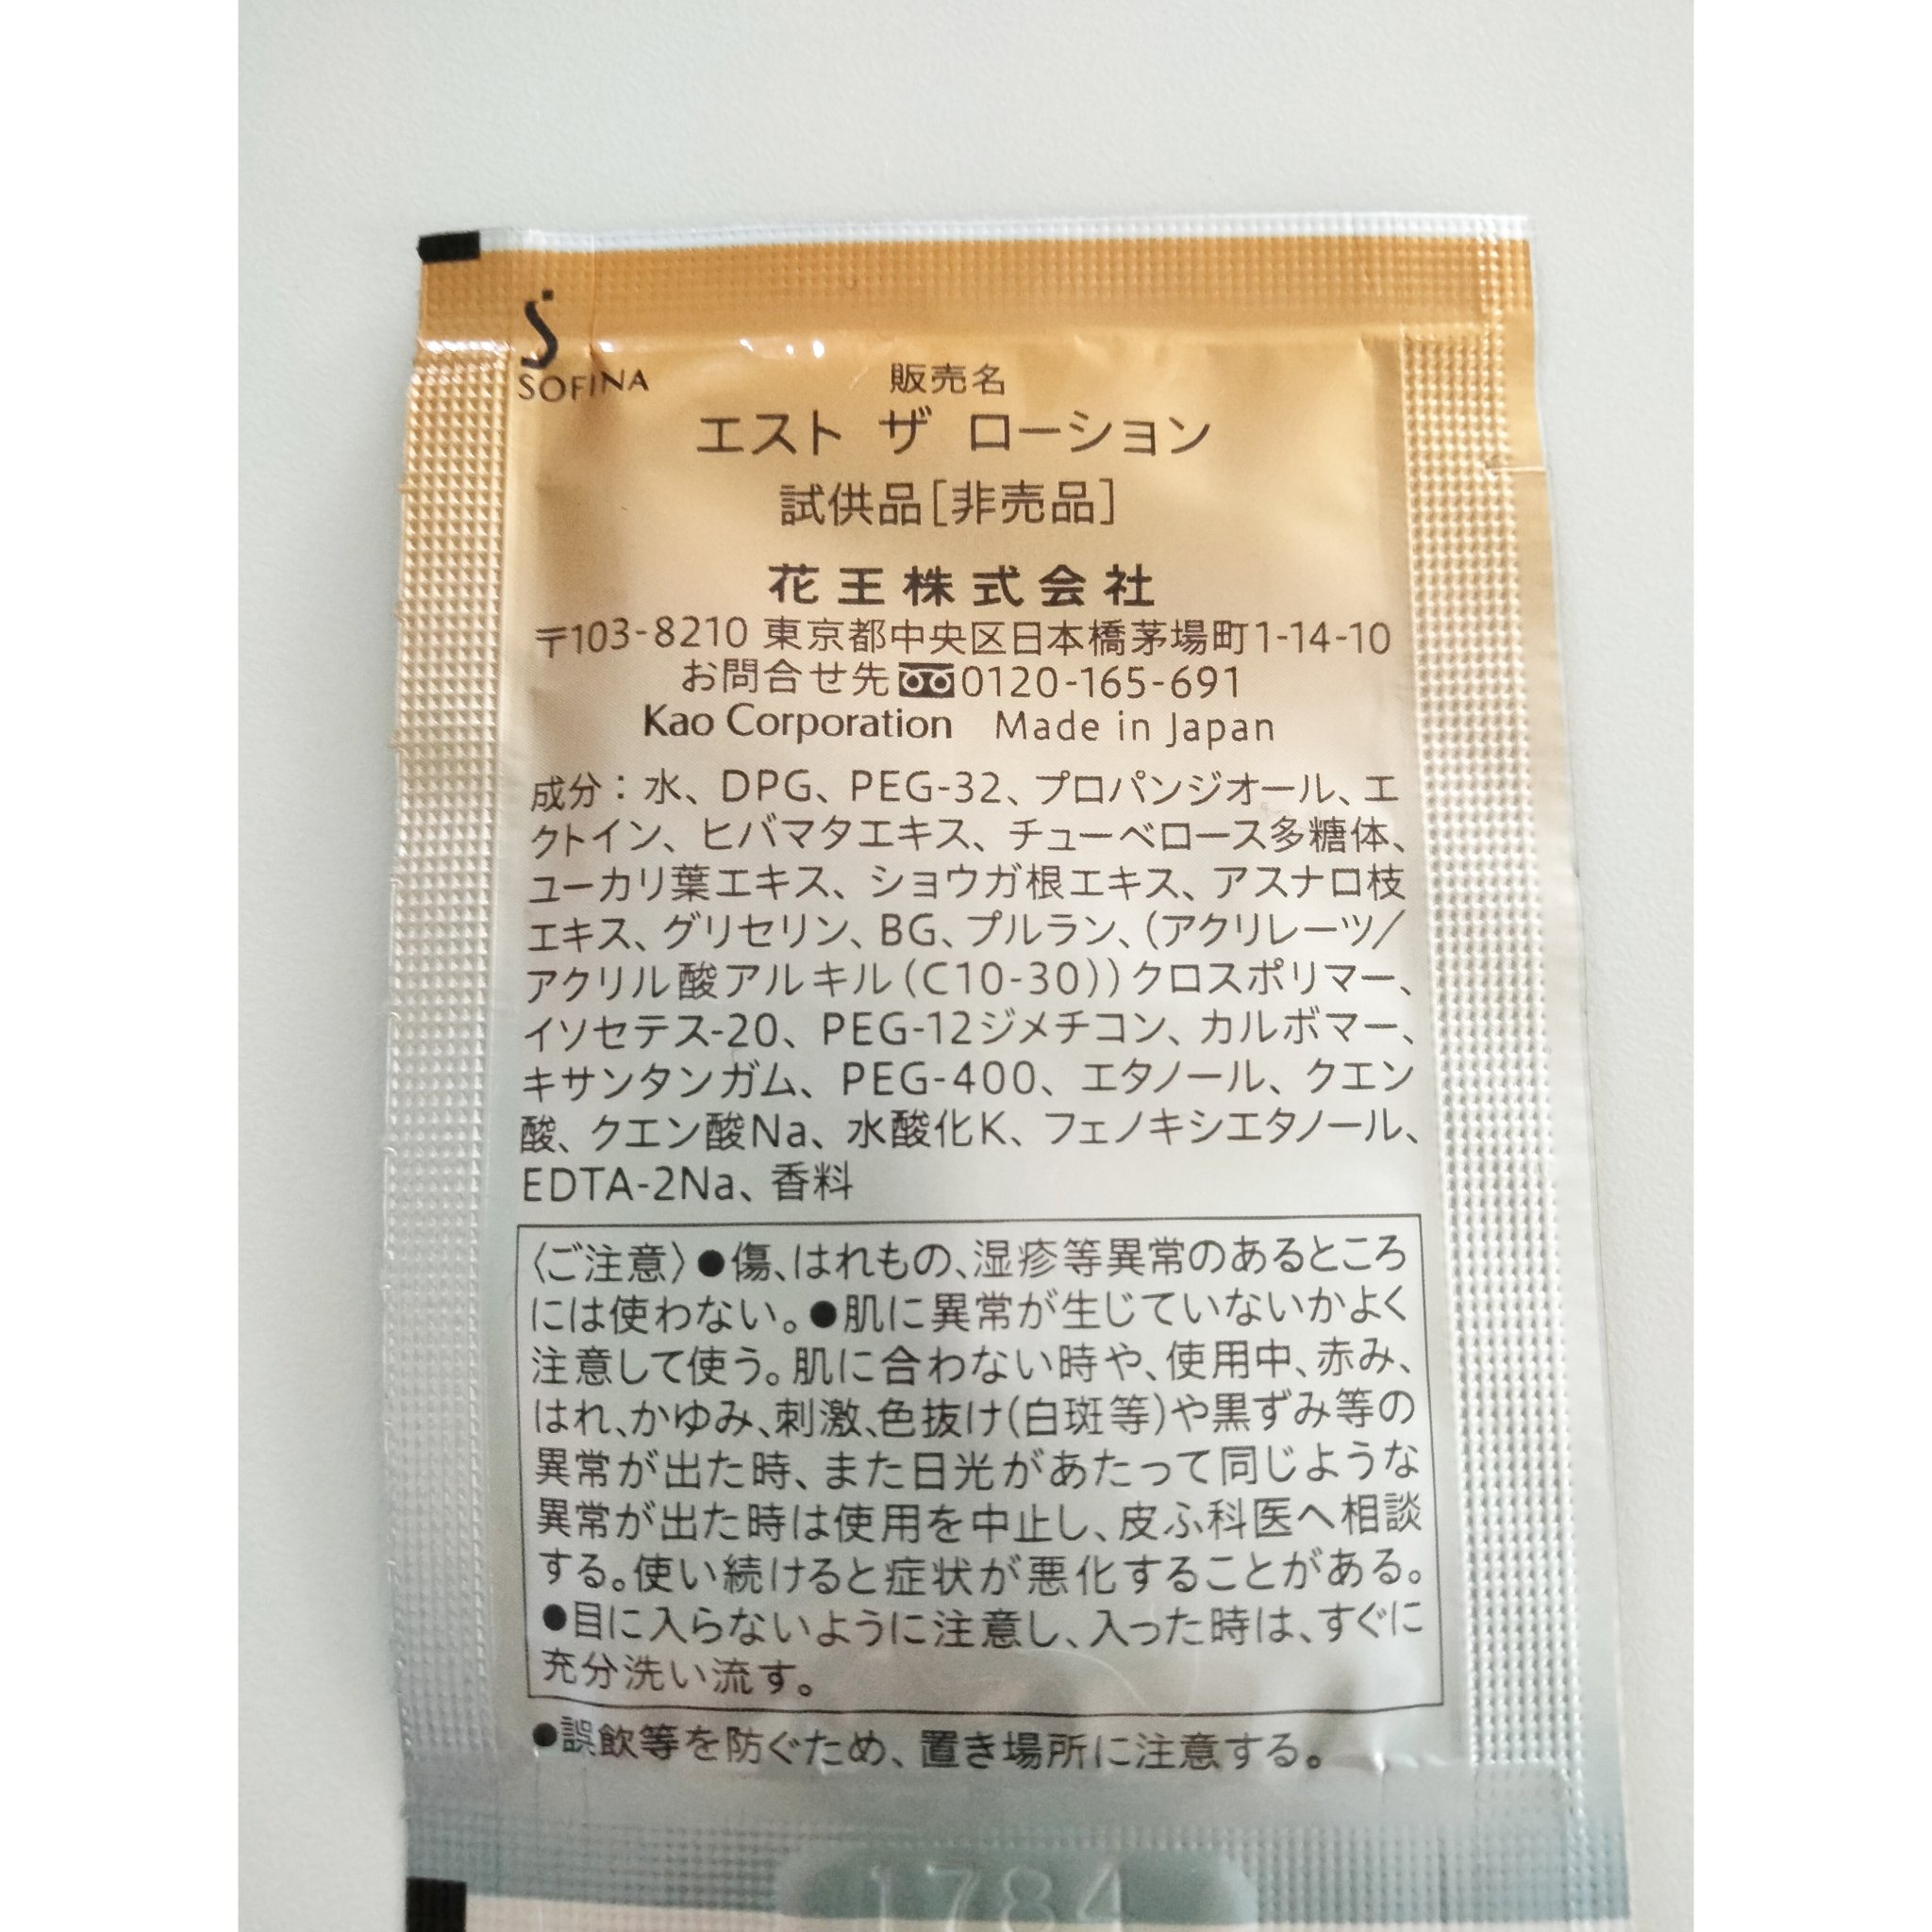 SOFINA
販売名
エスト ザ ローション
試供品[非売品]
花王株式会社
〒103-8210 東京都中央区日本橋茅場町1-14-10
お問合せ先 0120-165-691
Kao Corporation Made in Japan
成分：水、DPG、PEG-32、プロパンジオール、エ
クトイン、ヒバマタエキス、チューベロース多糖体、
ユーカリ葉エキス、ショウガ根エキス、アスナロ枝
エキス、グリセリン、BG、プルラン、(アクリレーツ/
アクリル酸アルキル(C10-30))クロスポリマー、
イソセテス-20、PEG-12ジメチコン、カルボマー、
キサンタンガム、PEG-400、エタノール、クエン
酸、クエン酸Na、水酸化K、フェノキシエタノール、
EDTA-2Na、香料
〈ご注意〉●傷、はれもの、湿疹等異常のあるところ
には使わない。●肌に異常が生じていないかよく
注意して使う。肌に合わない時や、使用中、赤み、
はれ、かゆみ、刺激、色抜け(白斑等)や黒ずみ等の
異常が出た時、また日光があたって同じような
異常が出た時は使用を中止し、皮ふ科医へ相談
する。使い続けると症状が悪化することがある。
●目に入らないように注意し、入った時は、すぐに
充分洗い流す。
●誤飲等を防ぐため、置き場所に注意する。
1784